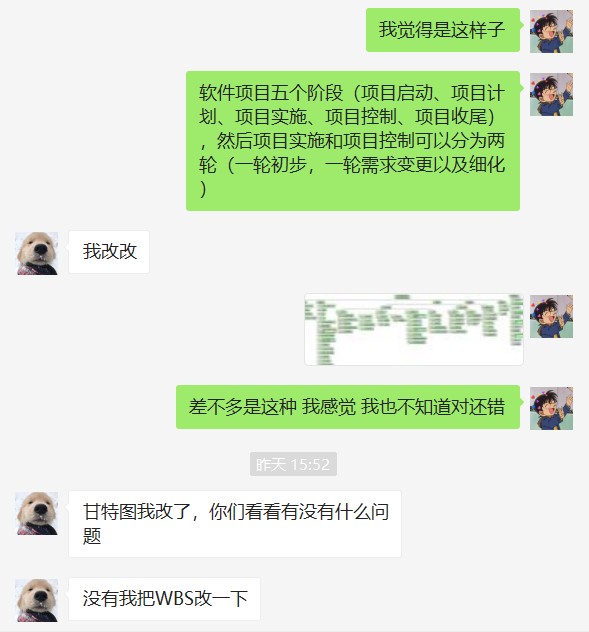 我觉得是这样子
软件项目五个阶段（项目启动、项目计
划、项目实施、项目控制、项目收尾）
，然后项目实施和项目控制可以分为两
轮（一轮初步，一轮需求变更以及细化
）
我改改
差不多是这种 我感觉 我也不知道对还错
昨天 15:52
甘特图我改了，你们看看有没有什么问
题
没有我把WBS改一下